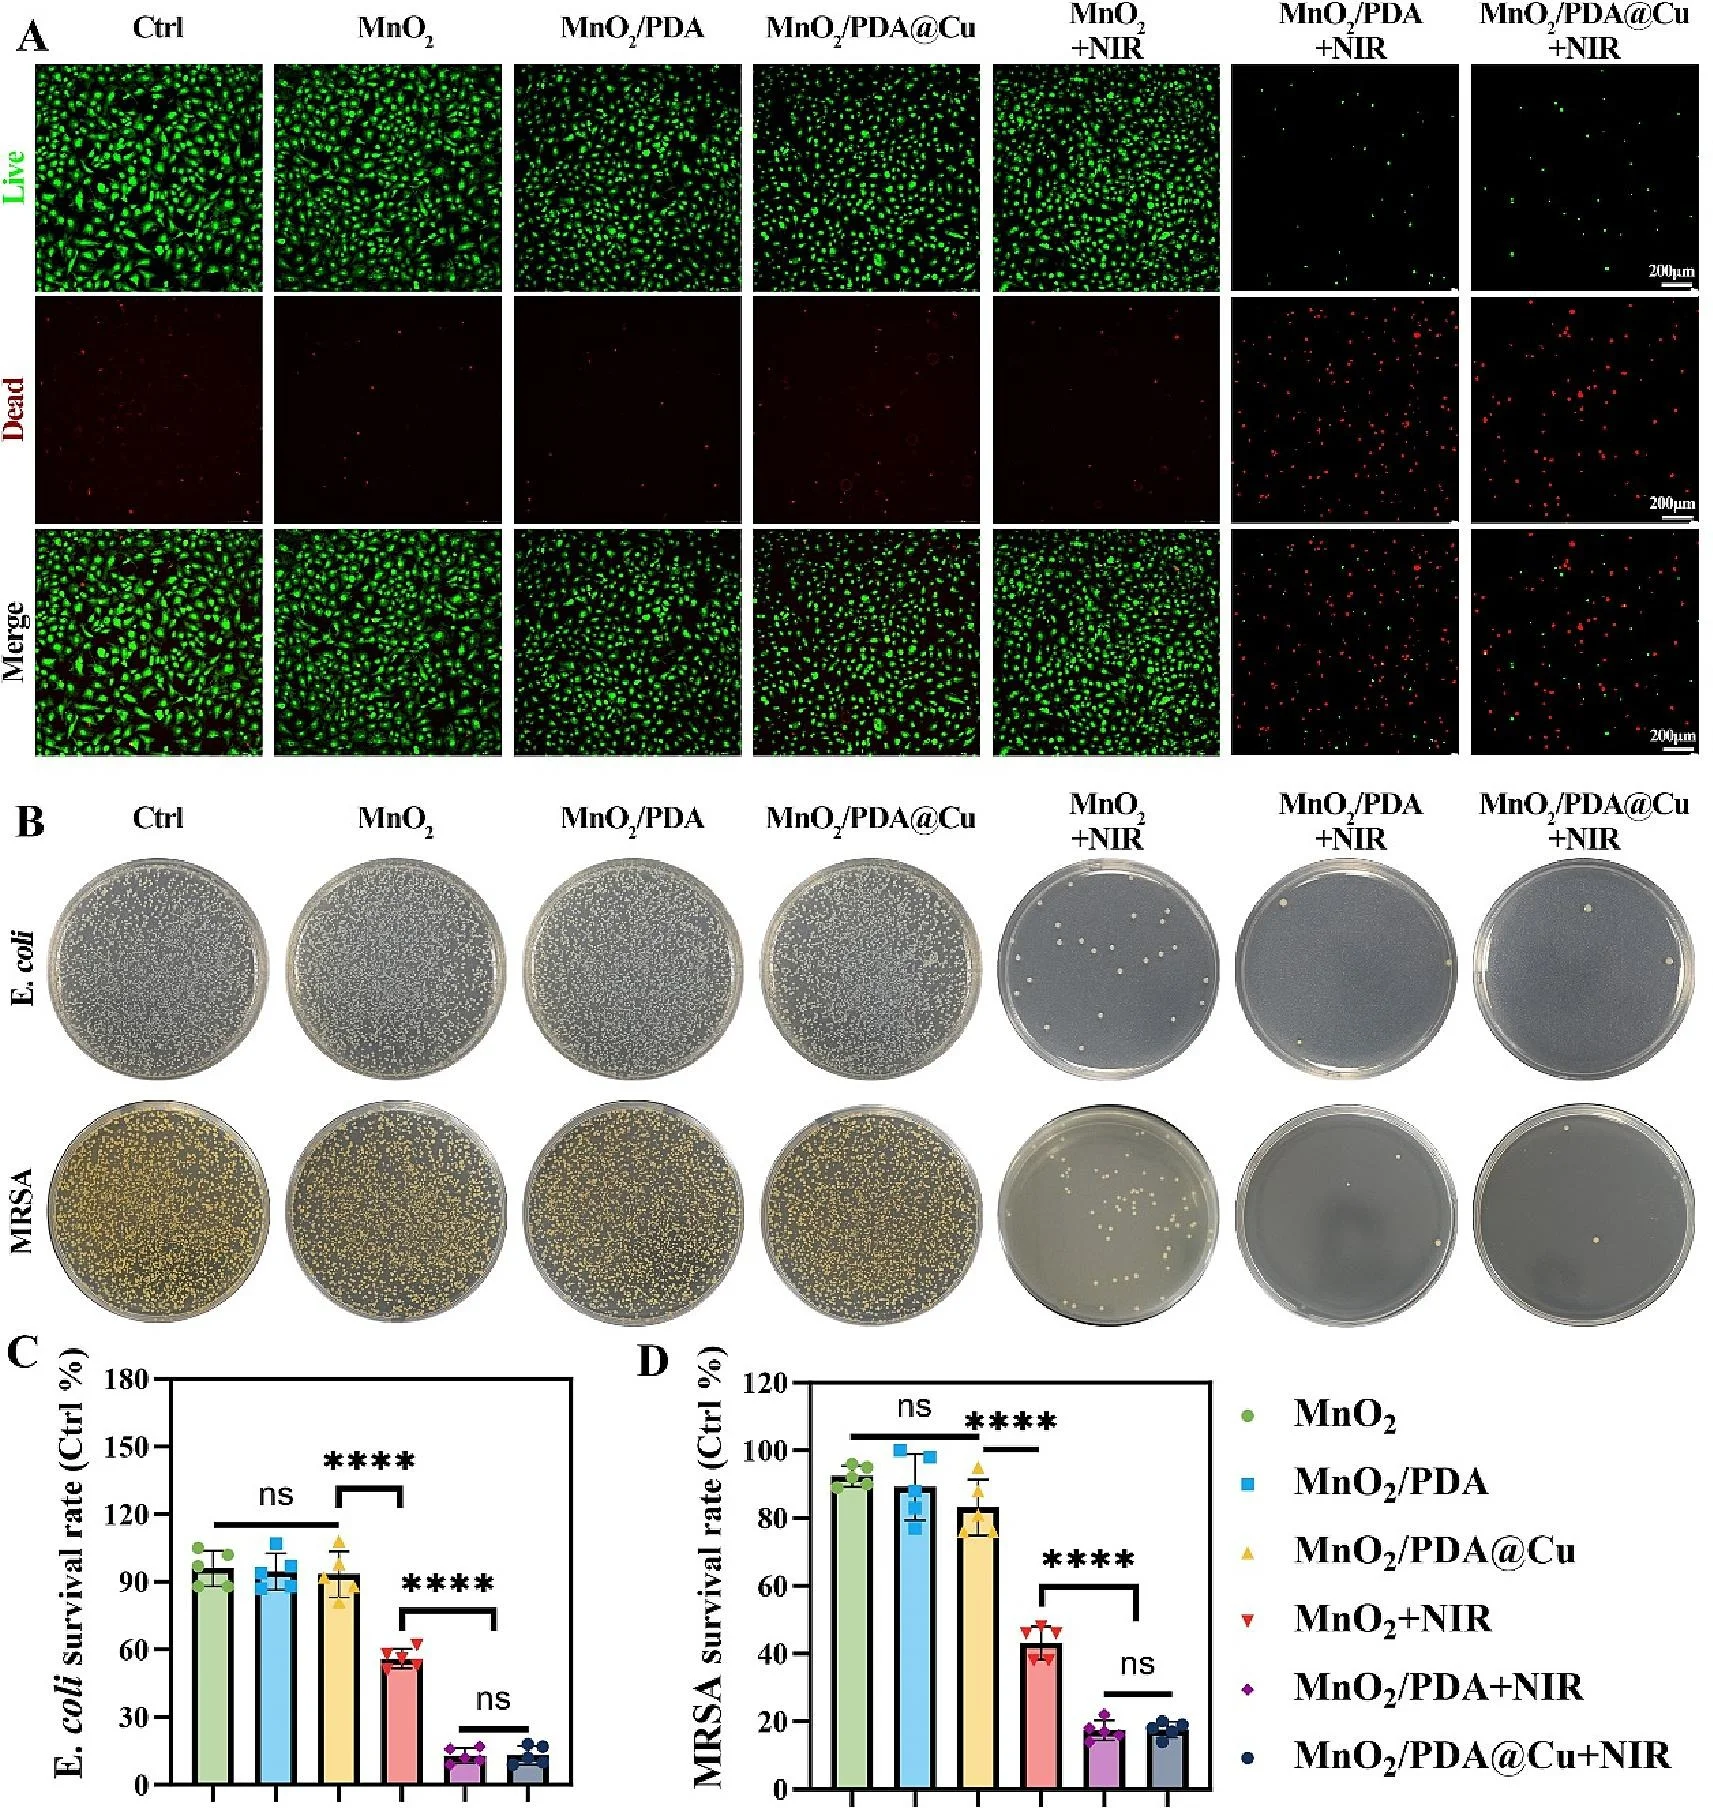 A
Ctrl
MnO2
MnO2/PDA
MnO2/PDA@Cu
MnO2
+NIR
MnO2/PDA
+NIR
MnO2/PDA@Cu
+NIR
Live
200μm
Dead
200μm
Merge
200μm
B
Ctrl
MnO2
MnO2/PDA
MnO2/PDA@Cu
MnO2
+NIR
MnO2/PDA
+NIR
MnO2/PDA@Cu
+NIR
E. coli
MRSA
C
E. coli survival rate (Ctrl %)
180
150
120
90
60
30
0
ns
****
****
ns
D
MRSA survival rate (Ctrl %)
120
100
80
60
40
20
0
ns
****
****
ns
MnO2
MnO2/PDA
MnO2/PDA@Cu
MnO2+NIR
MnO2/PDA+NIR
MnO2/PDA@Cu+NIR